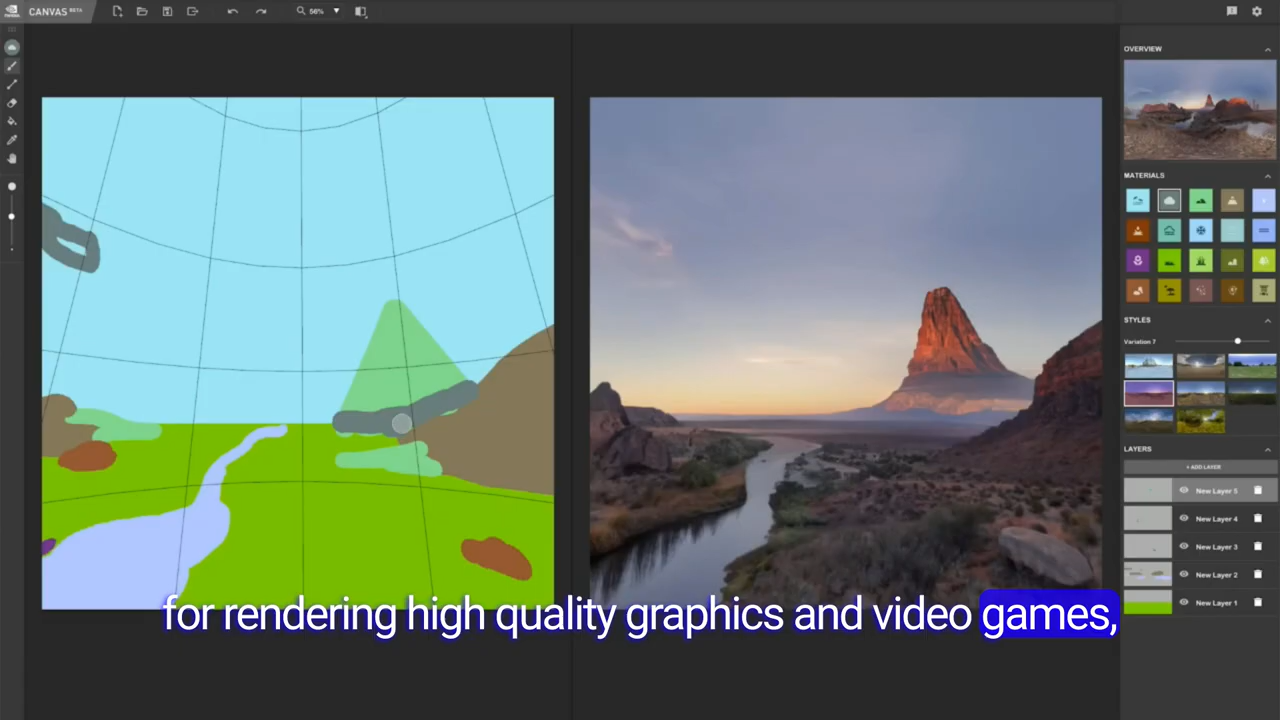 NVIDIA
CANVAS BETA
56%
OVERVIEW
MATERIALS
STYLES
Variation 7
LAYERS
+ ADD LAYER
New Layer 5
New Layer 4
New Layer 3
New Layer 2
New Layer 1
for rendering high quality graphics and video games,